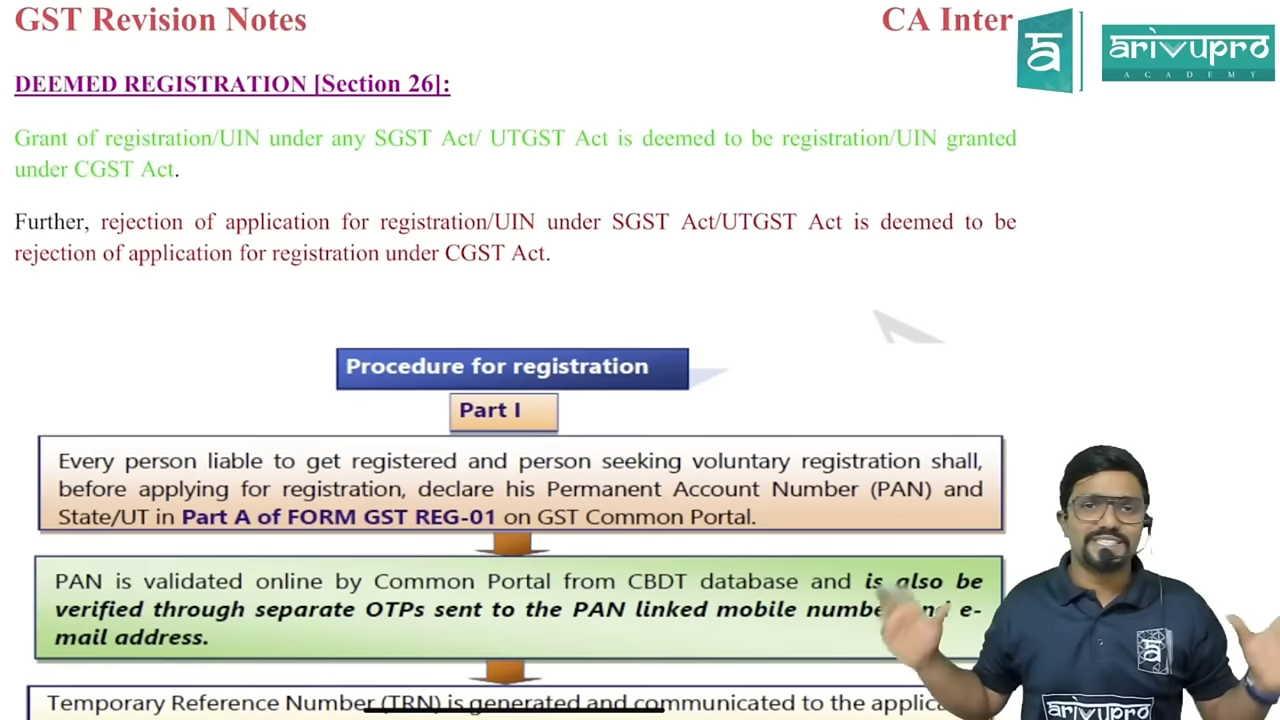 GST Revision Notes
CA Inter
arivupro
ACADEMY
DEEMED REGISTRATION [Section 26]:
Grant of registration/UIN under any SGST Act/ UTGST Act is deemed to be registration/UIN granted
under CGST Act.
Further, rejection of application for registration/UIN under SGST Act/UTGST Act is deemed to be
rejection of application for registration under CGST Act.
Procedure for registration
Part I
Every person liable to get registered and person seeking voluntary registration shall,
before applying for registration, declare his Permanent Account Number (PAN) and
State/UT in Part A of FORM GST REG-01 on GST Common Portal.
PAN is validated online by Common Portal from CBDT database and is also be
verified through separate OTPs sent to the PAN linked mobile e-
mail address.
Temporary Reference Number (TRN) is generated and communicated to the
arivupro